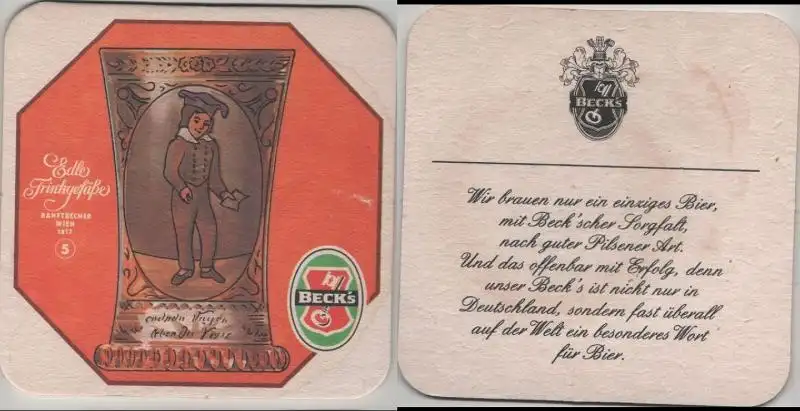 Edle
Trinkgefäße
RANFTBECHER
WIEN
1817
5
BECK'S
BECK'S
Wir brauen nur ein einziges Bier,
mit Beck'scher Sorgfalt,
nach guter Pilsener Art.
Und das offenbar mit Erfolg, denn
unser Beck's ist nicht nur in
Deutschland, sondern fast überall
auf der Welt ein besonderes Wort
für Bier.